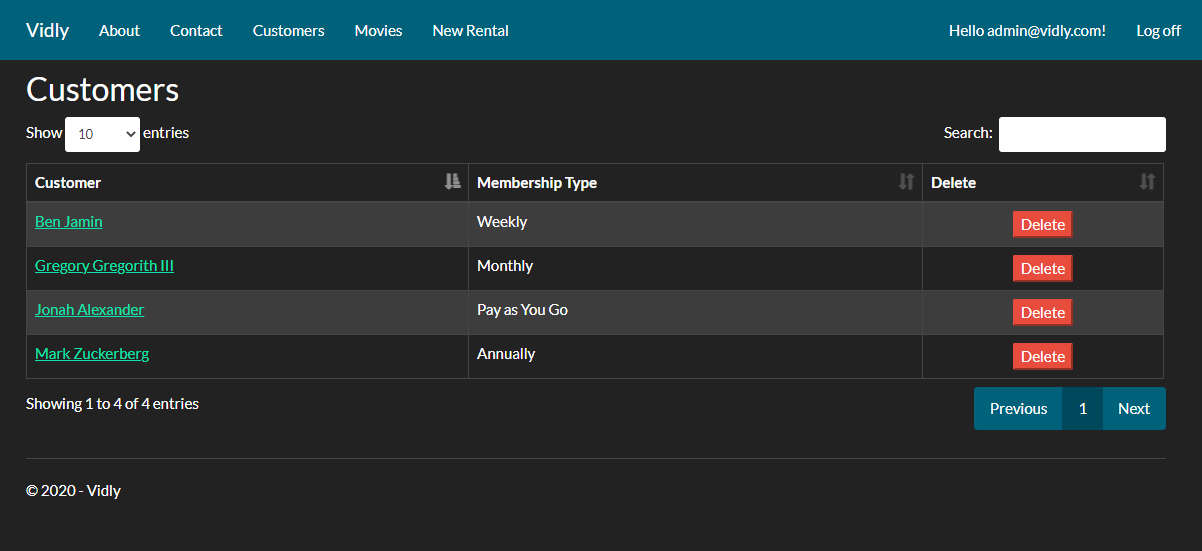 Vidly About Contact Customers Movies New Rental Hello admin@vidly.com! Log off
Customers
Show 10 entries Search:
Customer Membership Type Delete
Ben Jamin Weekly Delete
Gregory Gregorith III Monthly Delete
Jonah Alexander Pay as You Go Delete
Mark Zuckerberg Annually Delete
Showing 1 to 4 of 4 entries Previous 1 Next
© 2020 - Vidly